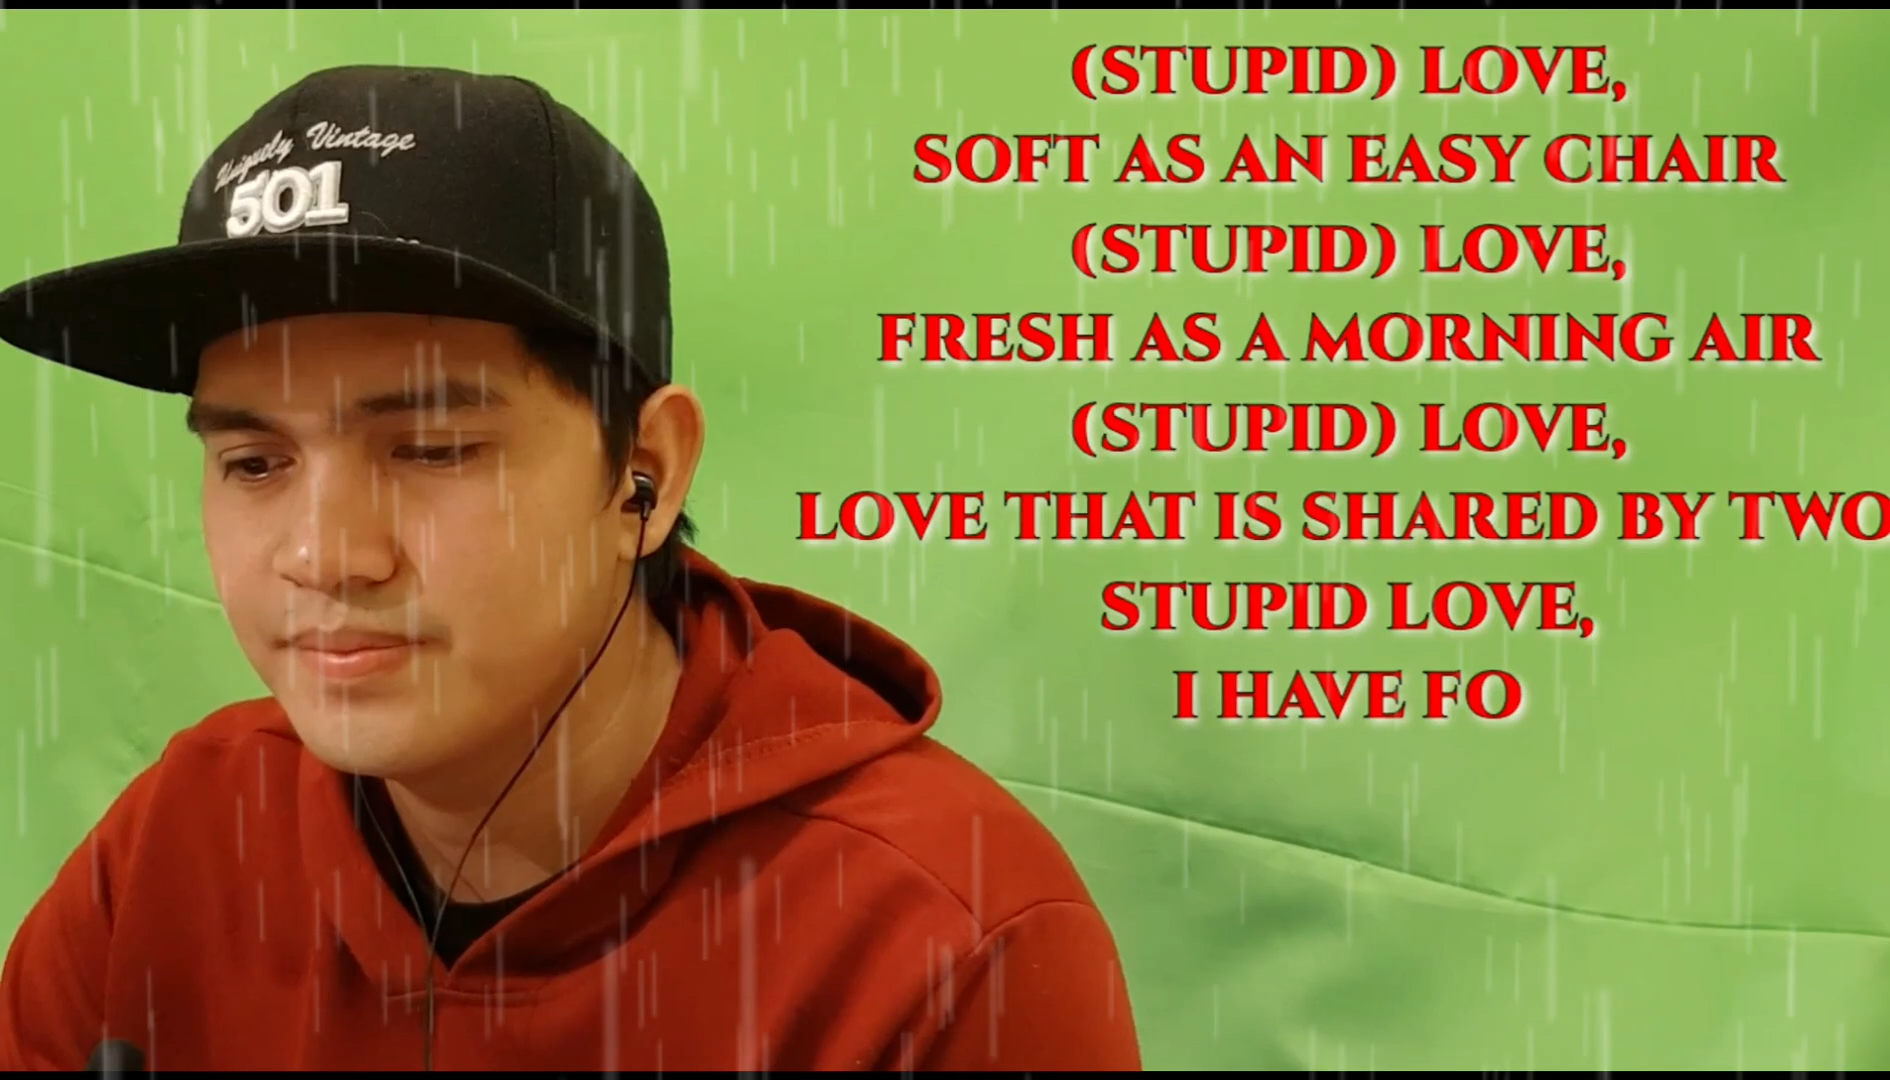 Uniquely Vintage
501
(STUPID) LOVE,
SOFT AS AN EASY CHAIR
(STUPID) LOVE,
FRESH AS A MORNING AIR
(STUPID) LOVE,
LOVE THAT IS SHARED BY TWO
STUPID LOVE,
I HAVE FO